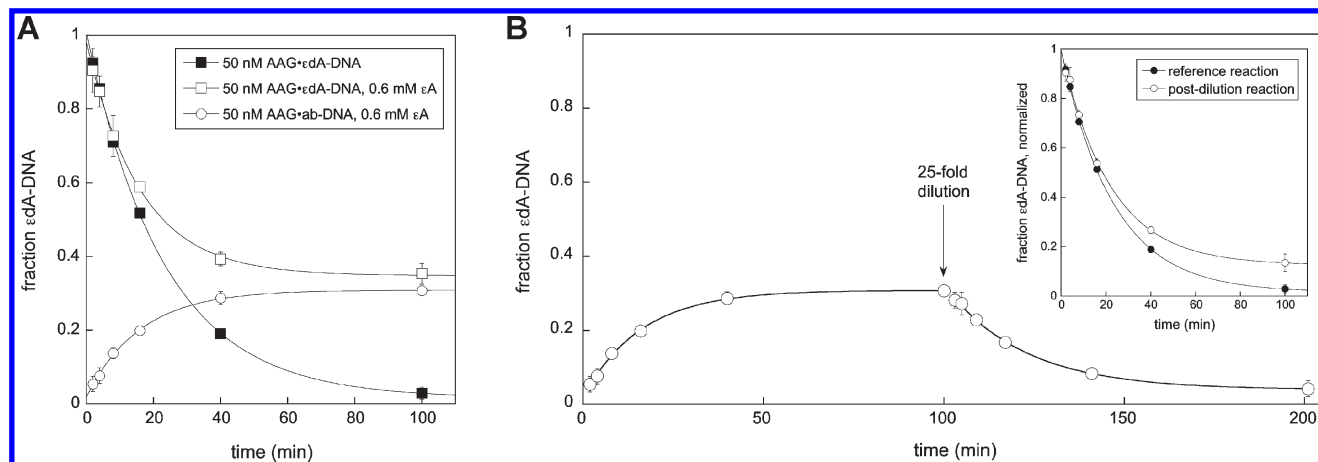 A
fraction εdA-DNA
1
0.8
0.6
0.4
0.2
0
0 20 40 60 80 100
time (min)
50 nM AAG•εdA-DNA
50 nM AAG•εdA-DNA, 0.6 mM εA
50 nM AAG•ab-DNA, 0.6 mM εA
B
fraction εdA-DNA
1
0.8
0.6
0.4
0.2
0
0 50 100 150 200
time (min)
25-fold
dilution
fraction εdA-DNA, normalized
1
0.8
0.6
0.4
0.2
0
0 20 40 60 80 100
time (min)
reference reaction
post-dilution reaction